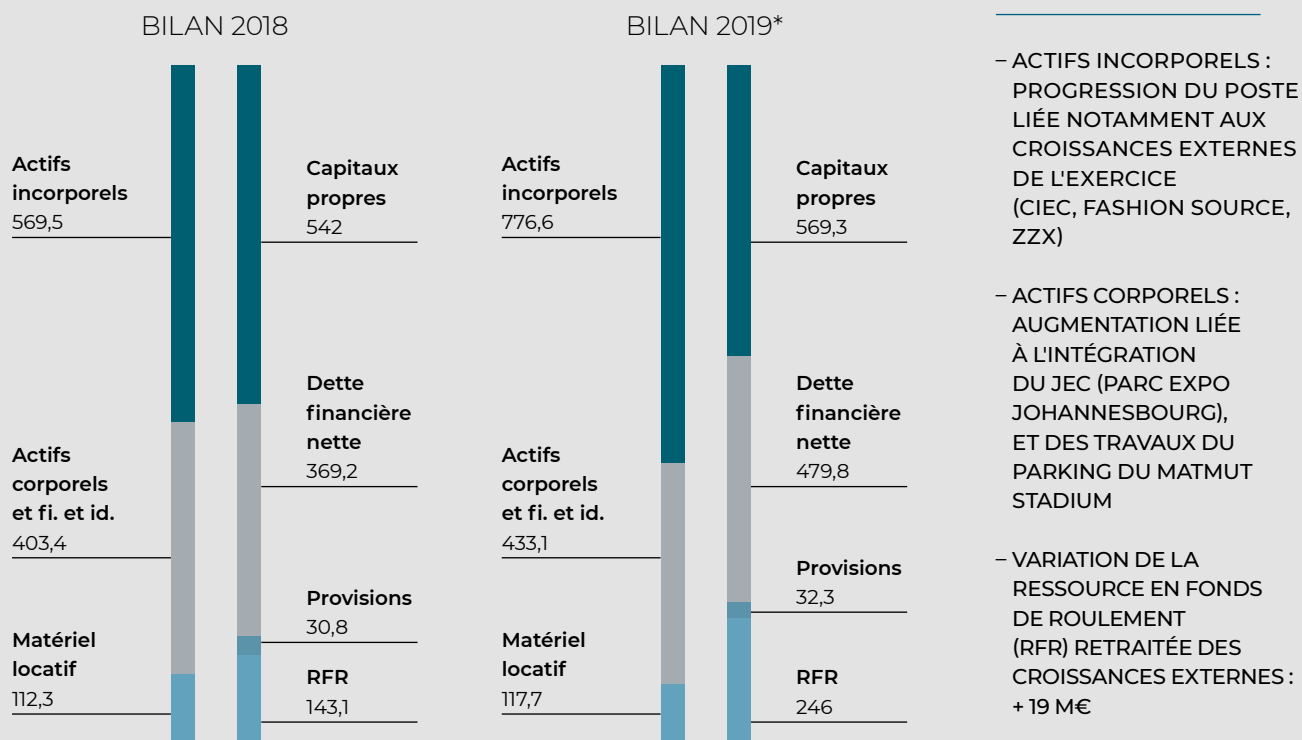 BILAN 2018
Actifs
incorporels
569,5
Actifs
corporels
et fi. et id.
403,4
Matériel
locatif
112,3
Capitaux
propres
542
Dette
financière
nette
369,2
Provisions
30,8
RFR
143,1
BILAN 2019*
Actifs
incorporels
776,6
Actifs
corporels
et fi. et id.
433,1
Matériel
locatif
117,7
Capitaux
propres
569,3
Dette
financière
nette
479,8
Provisions
32,3
RFR
246
– ACTIFS INCORPORELS :
PROGRESSION DU POSTE
LIÉE NOTAMMENT AUX
CROISSANCES EXTERNES
DE L'EXERCICE
(CIEC, FASHION SOURCE,
ZZX)
– ACTIFS CORPORELS :
AUGMENTATION LIÉE
À L'INTÉGRATION
DU JEC (PARC EXPO
JOHANNESBOURG),
ET DES TRAVAUX DU
PARKING DU MATMUT
STADIUM
– VARIATION DE LA
RESSOURCE EN FONDS
DE ROULEMENT
(RFR) RETRAITÉE DES
CROISSANCES EXTERNES :
+ 19 M€